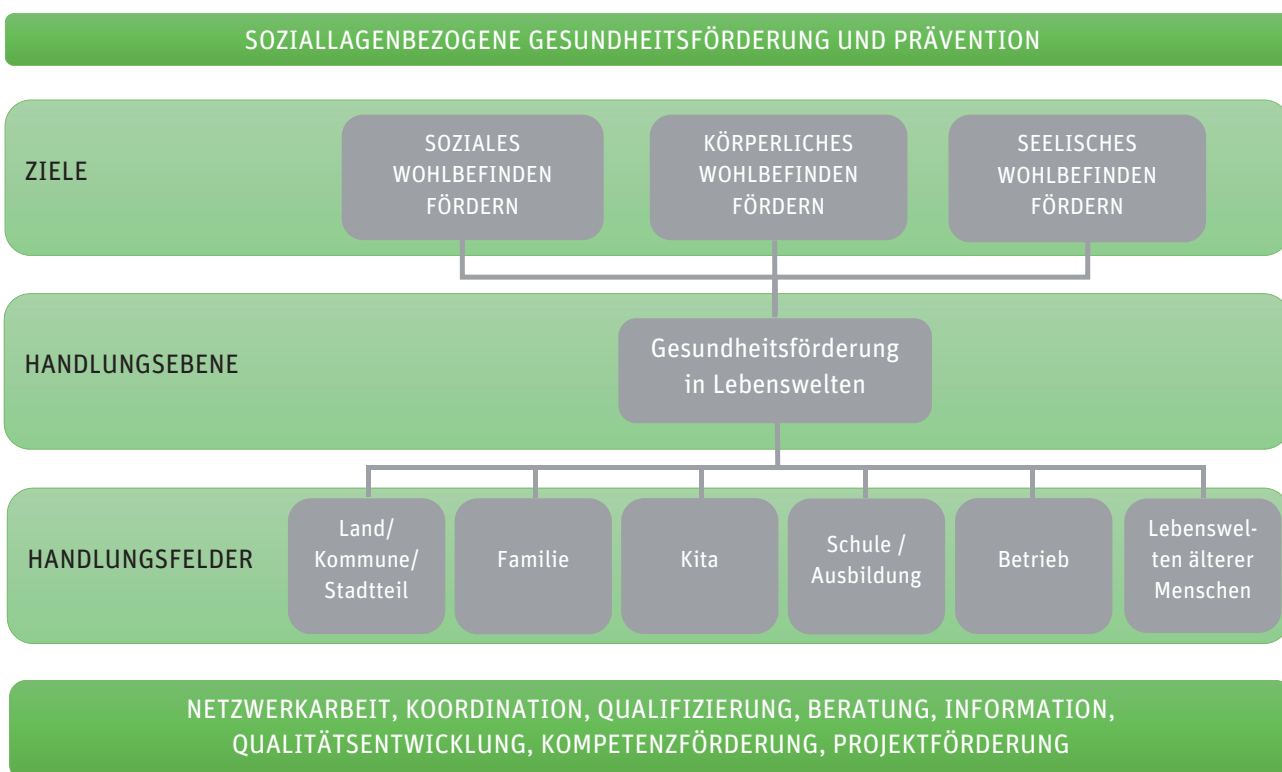 SOZIALLAGENBEZOGENE GESUNDHEITSFÖRDERUNG UND PRÄVENTION
ZIELE
SOZIALES
WOHLBEFINDEN
FÖRDERN
KÖRPERLICHES
WOHLBEFINDEN
FÖRDERN
SEELISCHES
WOHLBEFINDEN
FÖRDERN
HANDLUNGSEBENE
Gesundheitsförderung
in Lebenswelten
HANDLUNGSFELDER
Land/
Kommune/
Stadtteil
Familie
Kita
Schule /
Ausbildung
Betrieb
Lebenswel-
ten älterer
Menschen
NETZWERKARBEIT, KOORDINATION, QUALIFIZIERUNG, BERATUNG, INFORMATION,
QUALITÄTSENTWICKLUNG, KOMPETENZFÖRDERUNG, PROJEKTFÖRDERUNG